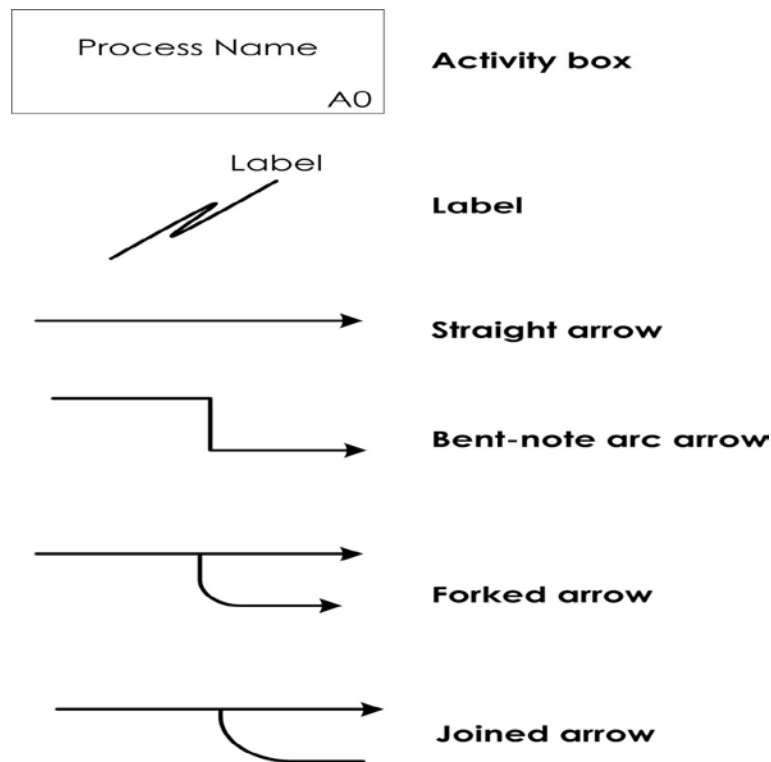 Process Name
Activity box
A0
Label
Label
Straight arrow
Bent-note arc arrow
Forked arrow
Joined arrow